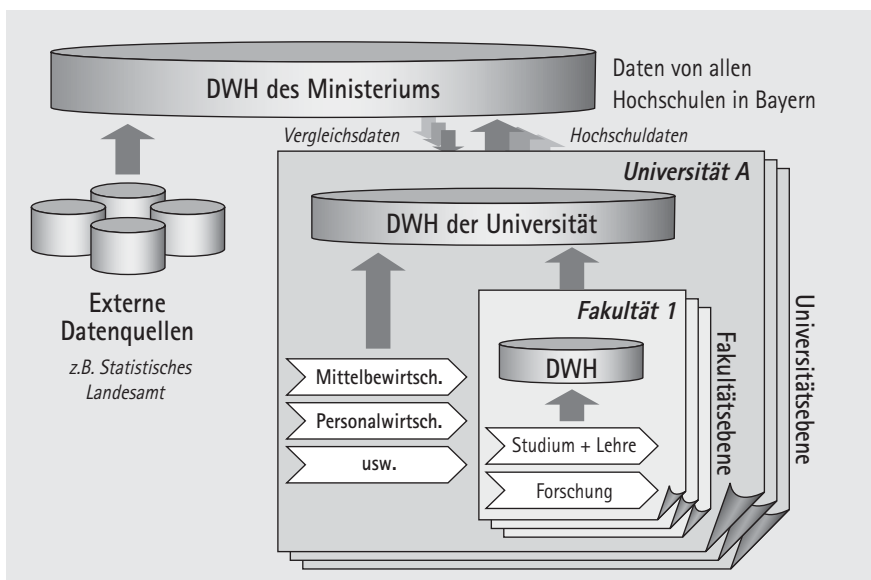 DWH des Ministeriums
Daten von allen
Hochschulen in Bayern
Vergleichsdaten
Hochschuldaten
Universität A
DWH der Universität
Externe
Datenquellen
z.B. Statistisches
Landesamt
Fakultät 1
DWH
Mittelbewirtsch.
Personalwirtsch.
usw.
Studium + Lehre
Forschung
Fakultätsebene
Universitätsebene